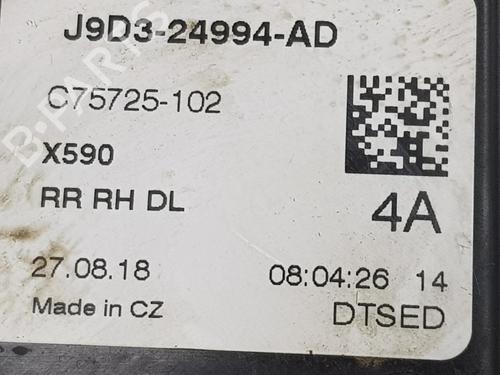 J9D3-24994-AD
C75725-102
X590
RR RH DL
4A
27.08.18
08:04:26 14
Made in CZ
DTSED
B-PARTS